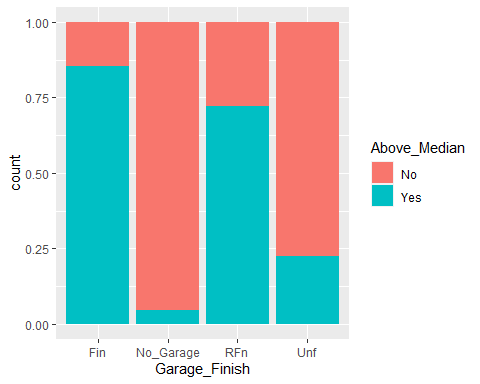 1.00
0.75
0.50
0.25
0.00
count
Fin No_Garage RFn Unf
Garage_Finish
Above_Median
No
Yes